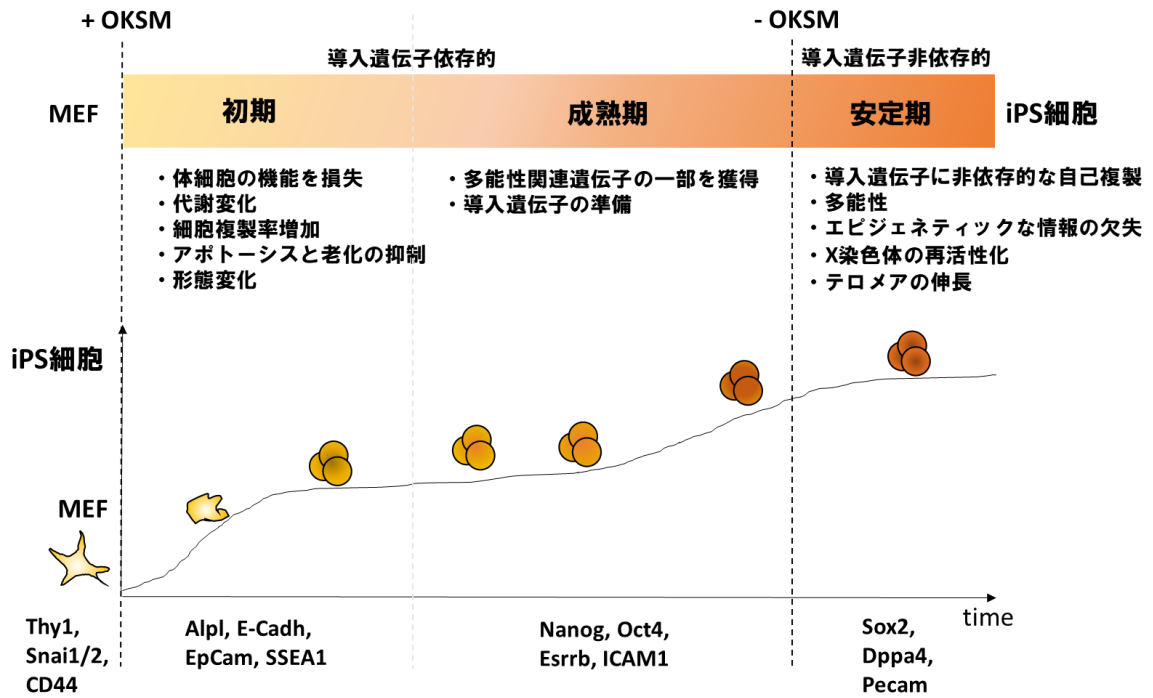 + OKSM
- OKSM
導入遺伝子依存的
導入遺伝子非依存的
MEF
初期
成熟期
安定期
iPS細胞
・体細胞の機能を損失
・代謝変化
・細胞複製率増加
・アポトーシスと老化の抑制
・形態変化
・多能性関連遺伝子の一部を獲得
・導入遺伝子の準備
・導入遺伝子に非依存的な自己複製
・多能性
・エピジェネティックな情報の欠失
・X染色体の再活性化
・テロメアの伸長
iPS細胞
MEF
time
Thy1,
Snai1/2,
CD44
Alpl, E-Cadh,
EpCam, SSEA1
Nanog, Oct4,
Esrrb, ICAM1
Sox2,
Dppa4,
Pecam